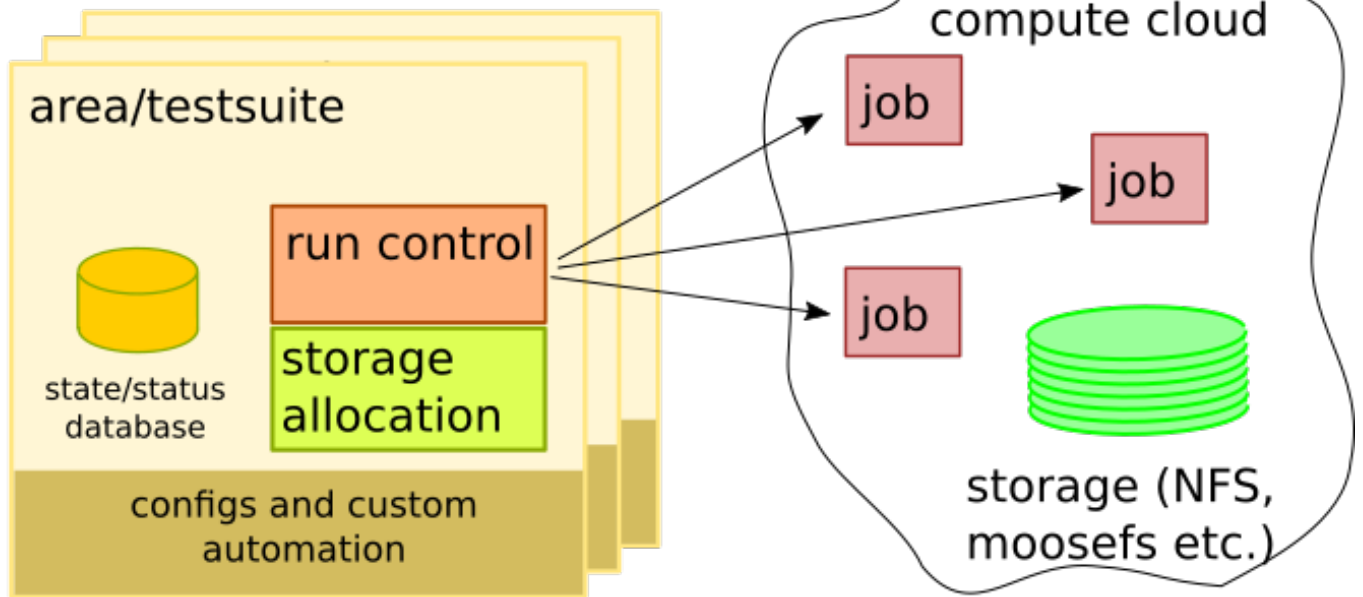 compute cloud
area/testsuite
job
job
run control
job
storage
allocation
state/status
database
configs and custom
automation
storage (NFS,
moosefs etc.)